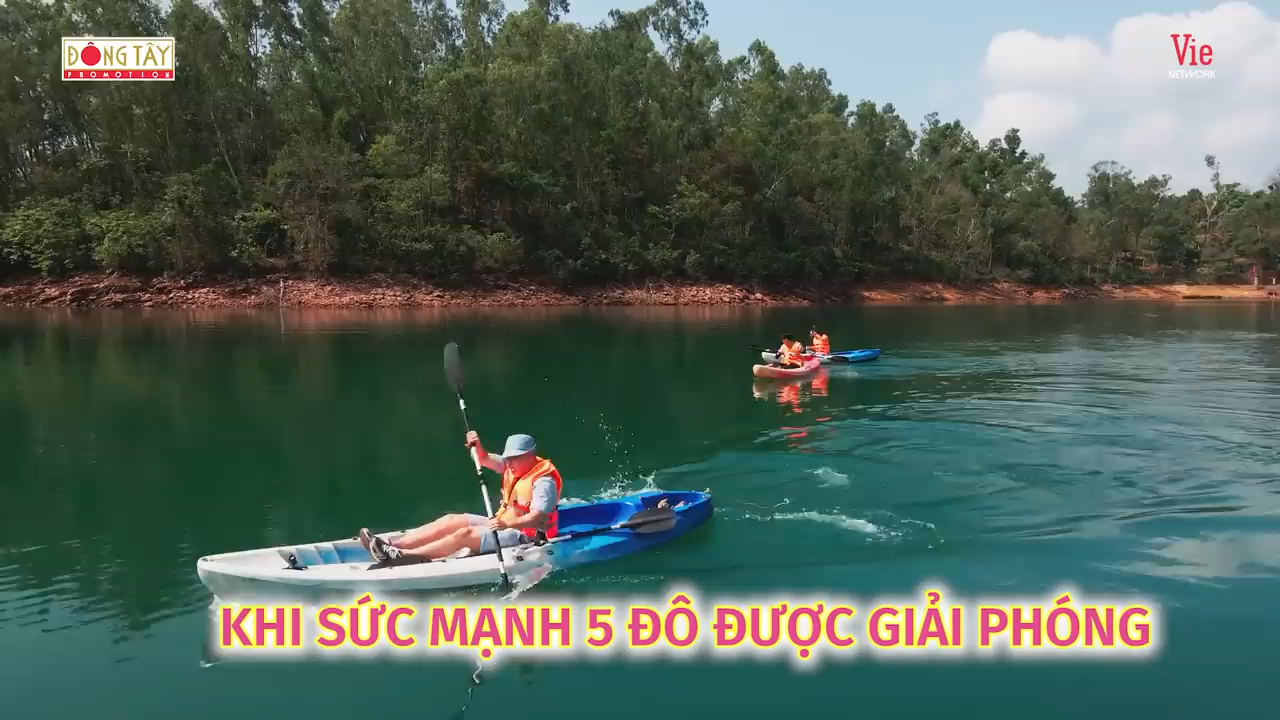 ĐÔNG TÂY
PROMOTION
Vie
NETWORK
KHI SỨC MẠNH 5 ĐÔ ĐƯỢC GIẢI PHÓNG